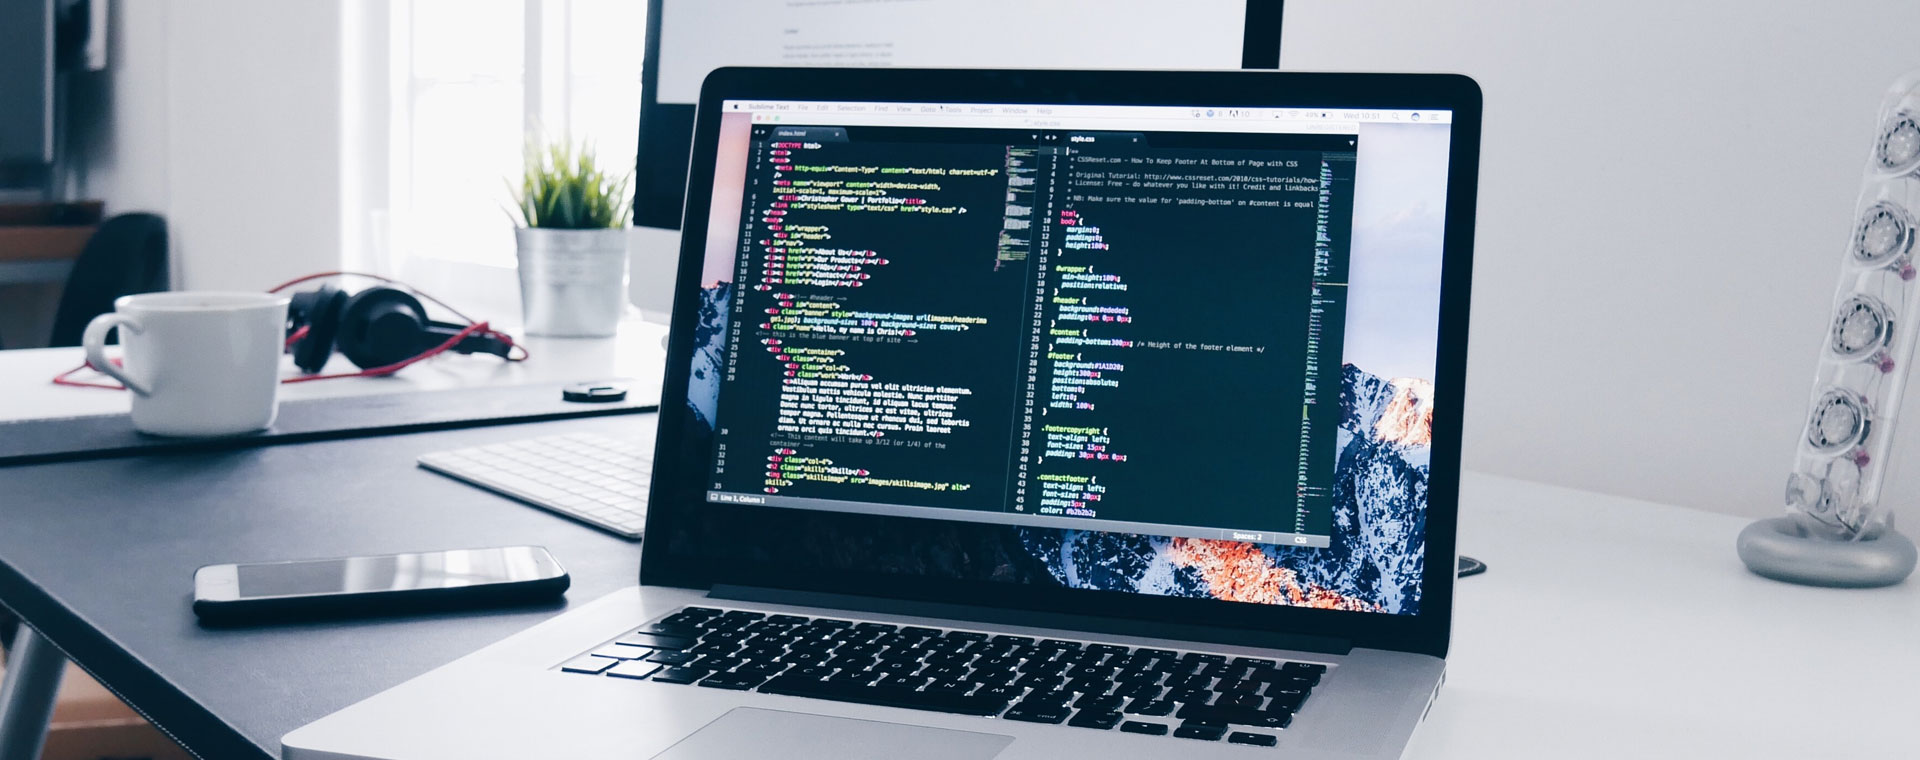 Sublime Text File Edit Selection Find View Goto Tools Project Window Help
48% Wed 10:51
style.css
UNREGISTERED
index.html
1 <!DOCTYPE html>
2 <html>
3 <head>
4 <meta http-equiv="Content-Type" content="text/html; charset=utf-8"
/>
5 <meta name="viewport" content="width=device-width,
initial-scale=1, maximum-scale=1">
6 <title>Christopher Gower | Portfolio</title>
7 <link rel="stylesheet" type="text/css" href="style.css" />
8 </head>
9 <body>
10 <div id="wrapper">
11 <div id="header">
12 <ul id="nav">
13 <li><a href="#">About Us</a></li>
14 <li><a href="#">Our Products</a></li>
15 <li><a href="#">FAQs</a></li>
16 <li><a href="#">Contact</a></li>
17 <li><a href="#">Login</a></li>
18 </ul>
19 </div><!-- #header -->
20 <div id="content">
21 <div class="banner" style="background-image: url(images/headerima
ge1.jpg); background-size: 100%; background-size: cover;">
22 <h1 class="name">Hello, my name is Chris!</h1>
23 <!-- this is the blue banner at top of site -->
24 </div>
25 <div class="container">
26 <div class="row">
27 <div class="col-4">
28 <h2 class="work">Work</h2>
29 <p>Aliquam accumsan purus vel elit ultricies elementum.
Vestibulum mattis vehicula molestie. Nunc porttitor
magna in ligula tincidunt, id aliquam lacus tempus.
Donec nunc tortor, ultrices ac est vitae, ultrices
tempor magna. Pellentesque ut rhoncus dui, sed lobortis
diam. Ut ornare ac nulla nec cursus. Proin laoreet
ornare orci quis tincidunt.</p>
30 <!-- This content will take up 3/12 (or 1/4) of the
container -->
31 </div>
32 <div class="col-4">
33 <h2 class="skills">Skills</h2>
34 <img class="skillsimage" src="images/skillsimage.jpg" alt="
skills">
35 <ul>
Line 1, Column 1
style.css
1 /**
2 * CSSReset.com - How To Keep Footer At Bottom of Page with CSS
3 *
4 * Original Tutorial: http://www.cssreset.com/2010/css-tutorials/how-
5 * License: Free - do whatever you like with it! Credit and linkbacks
6 *
7 * NB: Make sure the value for 'padding-bottom' on #content is equal
8 */
9 html,
10 body {
11 margin:0;
12 padding:0;
13 height:100%;
14 }
15
16 #wrapper {
17 min-height:100%;
18 position:relative;
19 }
20 #header {
21 background:#ededed;
22 padding:0px 0px 0px;
23 }
24 #content {
25 padding-bottom:300px; /* Height of the footer element */
26 }
27 #footer {
28 background:#1A1D20;
29 height:300px;
30 position:absolute;
31 bottom:0;
32 left:0;
33 width: 100%;
34 }
35
36 .footercopyright {
37 text-align: left;
38 font-size: 15px;
39 padding: 30px 0px 0px;
40 }
41
42 .contactfooter {
43 text-align: left;
44 font-size: 20px;
45 padding:5px;
46 color: #b2b2b2;
Spaces: 2 CSS